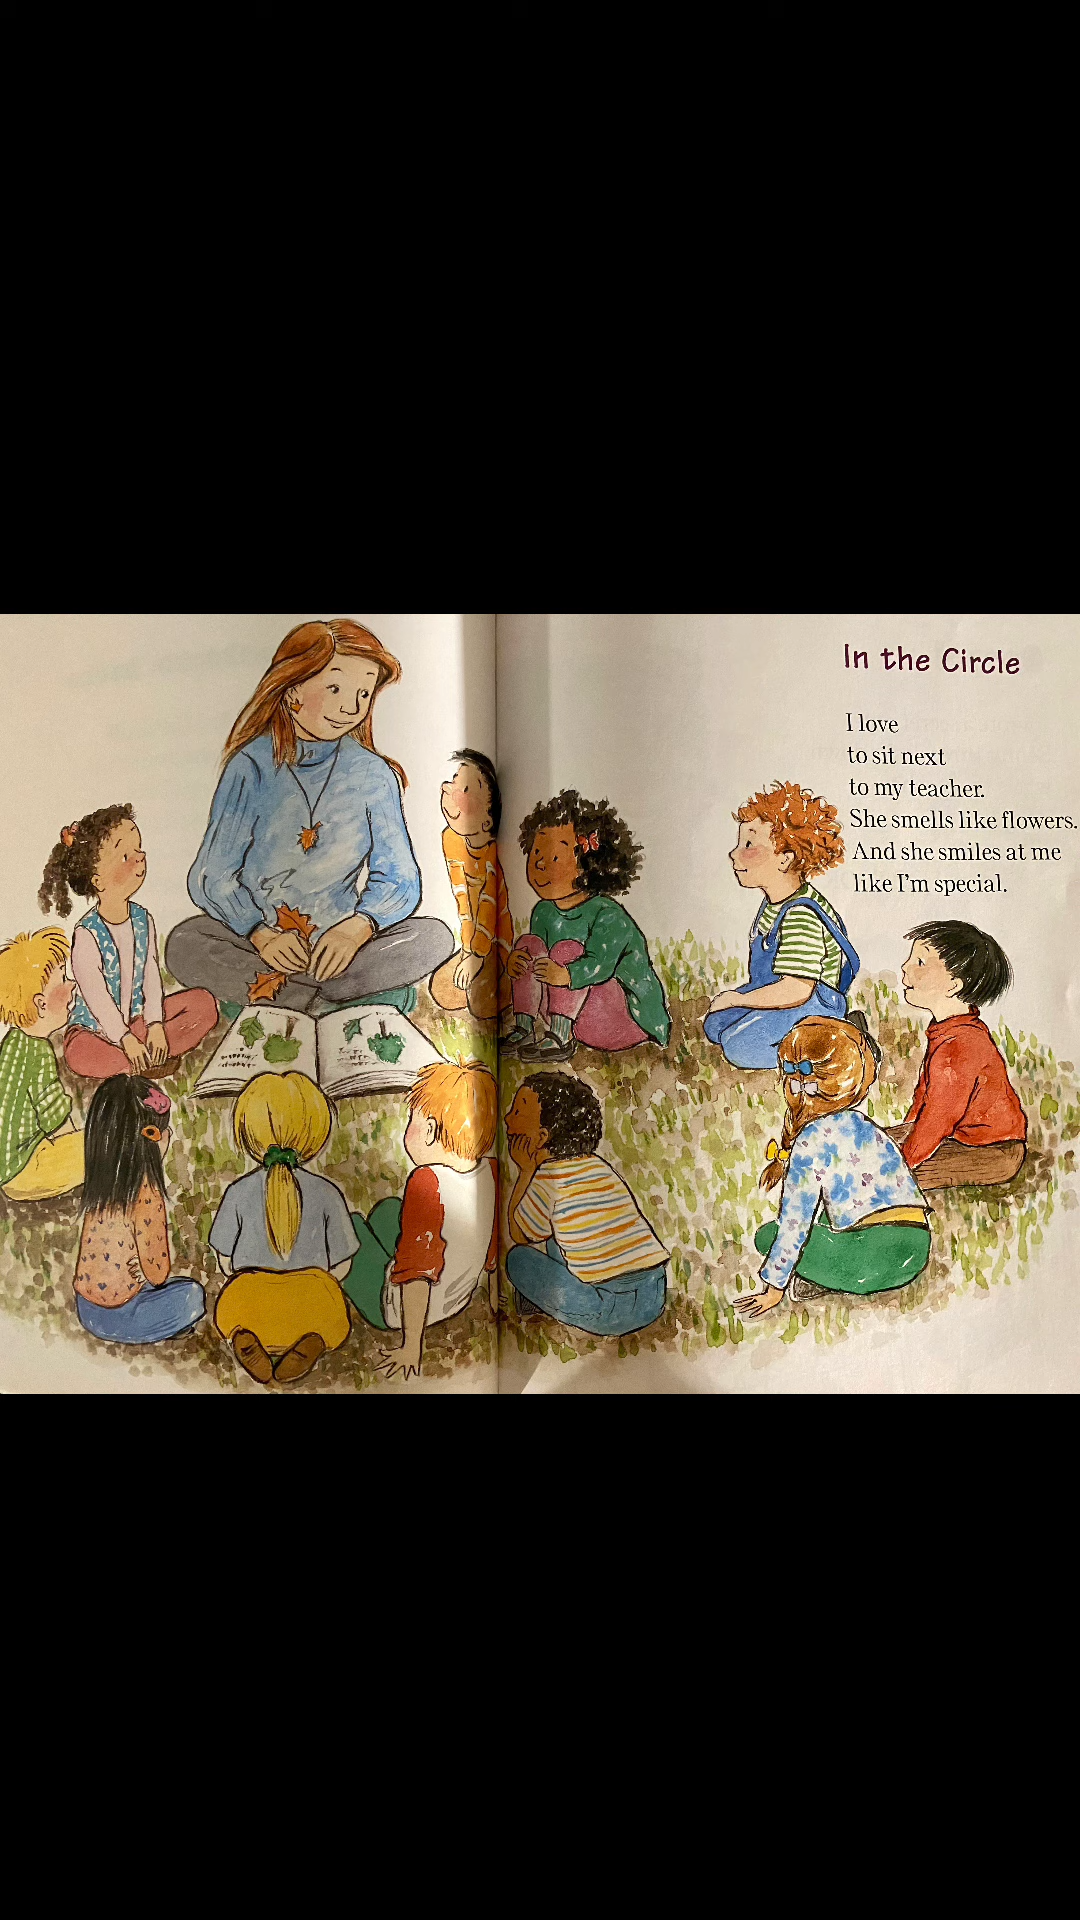 In the Circle
I love
to sit next
to my teacher.
She smells like flowers.
And she smiles at me
like I'm special.